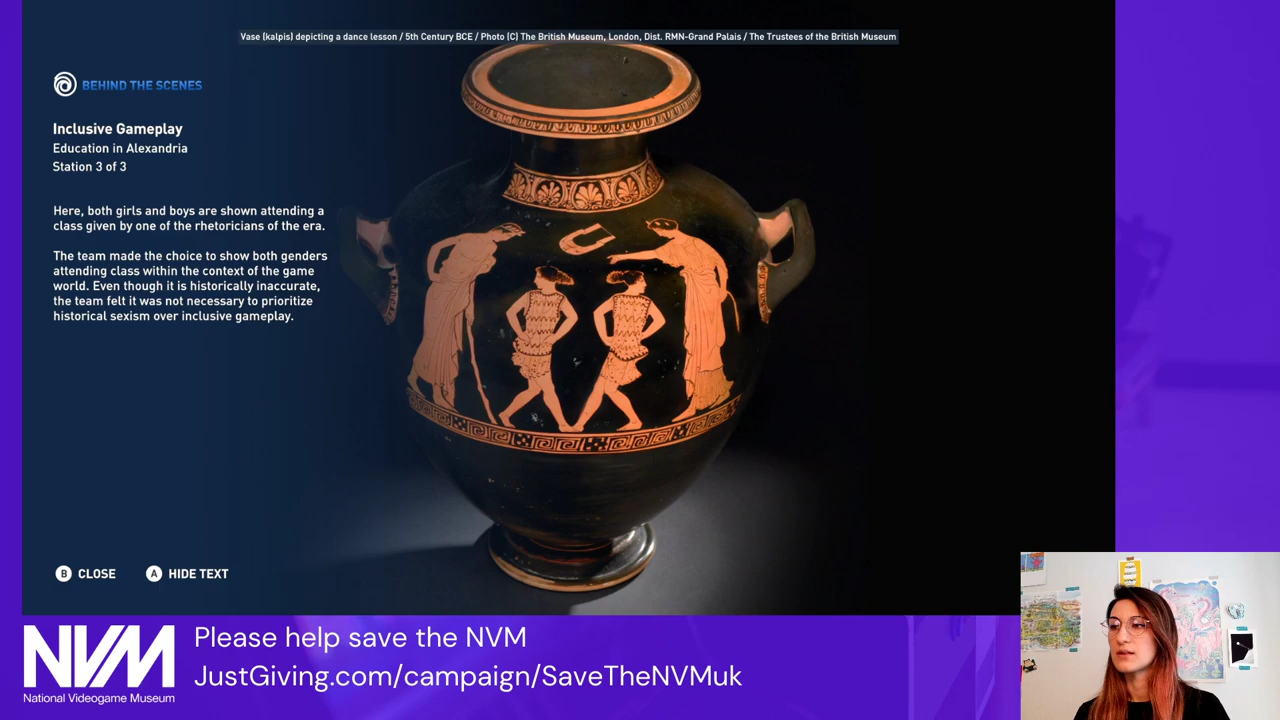 Vase (kalpis) depicting a dance lesson / 5th Century BCE / Photo (C) The British Museum, London, Dist. RMN-Grand Palais / The Trustees of the British Museum
BEHIND THE SCENES
Inclusive Gameplay
Education in Alexandria
Station 3 of 3
Here, both girls and boys are shown attending a
class given by one of the rhetoricians of the era.
The team made the choice to show both genders
attending class within the context of the game
world. Even though it is historically inaccurate,
the team felt it was not necessary to prioritize
historical sexism over inclusive gameplay.
B CLOSE A HIDE TEXT
NVM
National Videogame Museum
Please help save the NVM
JustGiving.com/campaign/SaveTheNVMuk